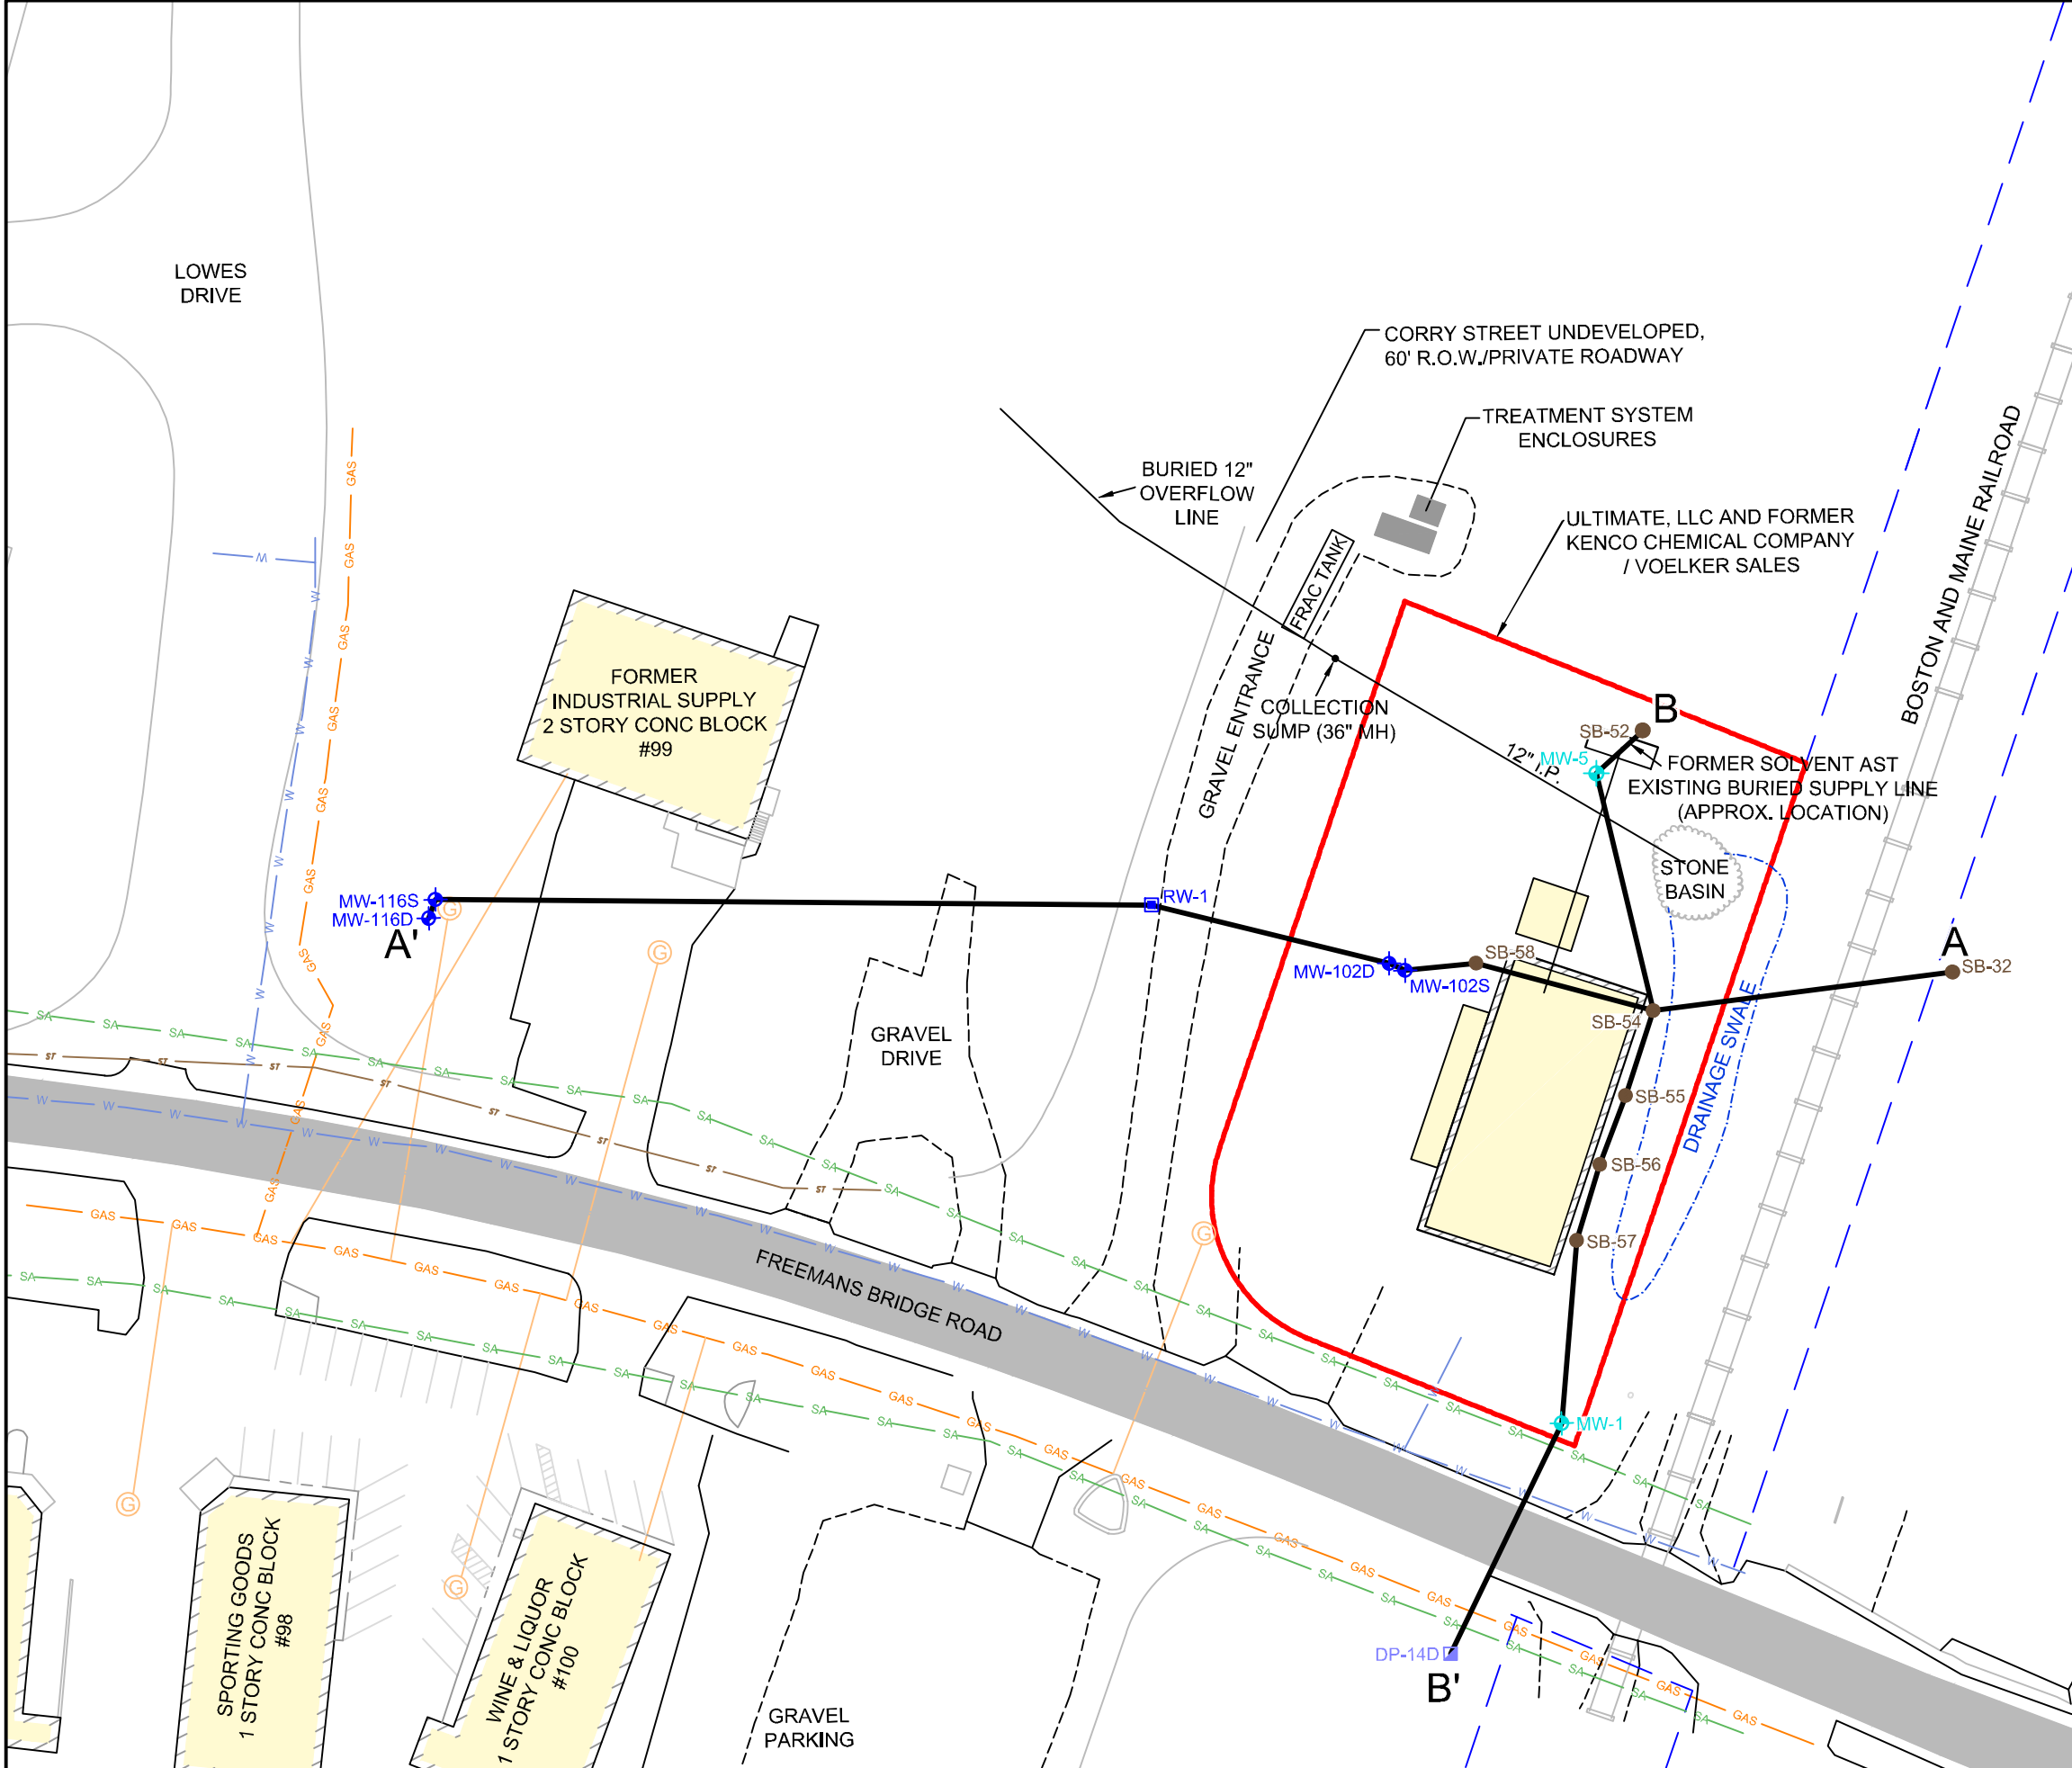 LOWES
DRIVE
CORRY STREET UNDEVELOPED,
60' R.O.W./PRIVATE ROADWAY
TREATMENT SYSTEM
ENCLOSURES
BURIED 12"
OVERFLOW
LINE
ULTIMATE, LLC AND FORMER
KENCO CHEMICAL COMPANY
/ VOELKER SALES
BOSTON AND MAINE RAILROAD
FRAC TANK
GRAVEL ENTRANCE
FORMER
INDUSTRIAL SUPPLY
2 STORY CONC BLOCK
#99
COLLECTION
SUMP (36" MH)
12" I.P.
B
SB-52
MW-5
FORMER SOLVENT AST
EXISTING BURIED SUPPLY LINE
(APPROX. LOCATION)
STONE
BASIN
MW-116S
MW-116D
A'
RW-1
MW-102D
MW-102S
SB-58
A
SB-32
SB-54
DRAINAGE SWALE
SB-55
SB-56
SB-57
GRAVEL
DRIVE
FREEMANS BRIDGE ROAD
MW-1
DP-14D
B'
SPORTING GOODS
1 STORY CONC BLOCK
#98
WINE & LIQUOR
1 STORY CONC BLOCK
#100
GRAVEL
PARKING
GAS
W
SA
ST
G